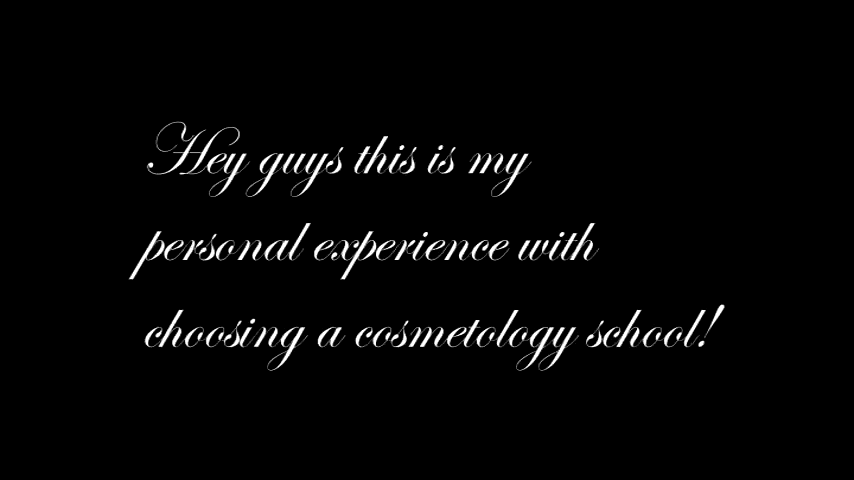 Hey guys this is my
personal experience with
choosing a cosmetology school!